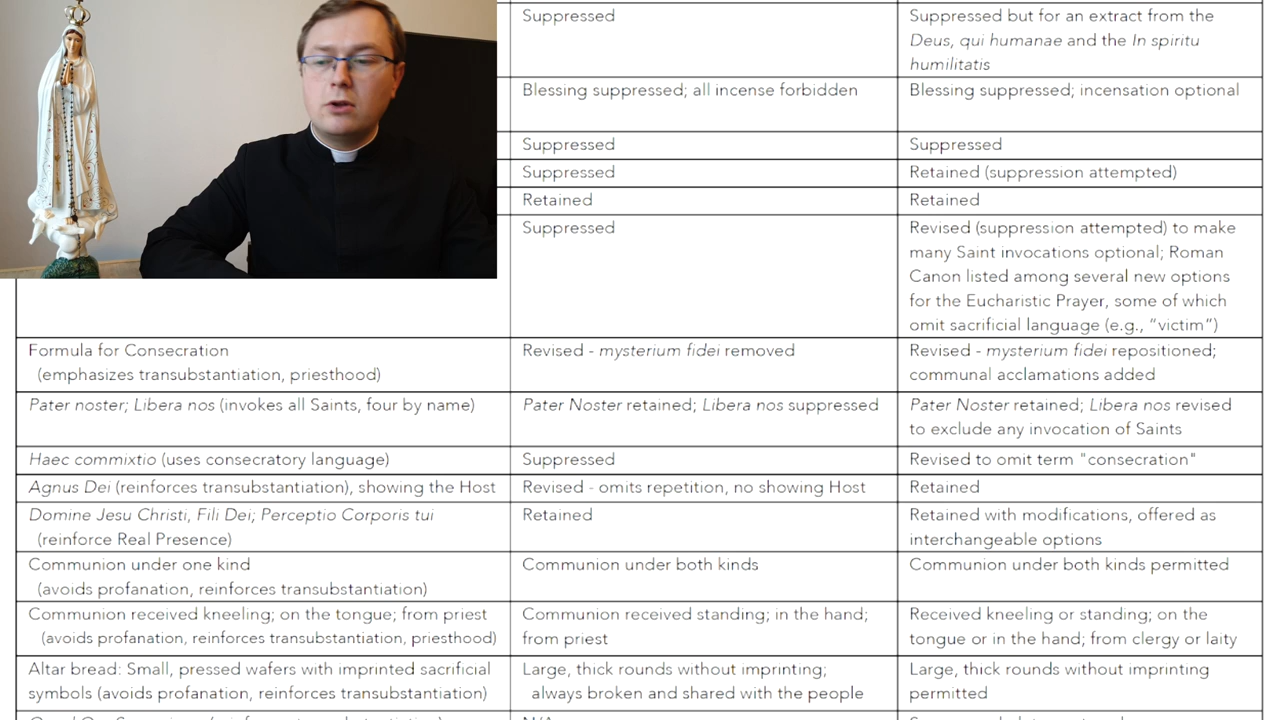 Suppressed
Suppressed but for an extract from the
Deus, qui humanae and the In spiritu
humilitatis
Blessing suppressed; all incense forbidden
Blessing suppressed; incensation optional
Suppressed
Suppressed
Suppressed
Retained (suppression attempted)
Retained
Retained
Suppressed
Revised (suppression attempted) to make
many Saint invocations optional; Roman
Canon listed among several new options
for the Eucharistic Prayer, some of which
omit sacrificial language (e.g., “victim”)
Formula for Consecration
(emphasizes transubstantiation, priesthood)
Revised - mysterium fidei removed
Revised - mysterium fidei repositioned;
communal acclamations added
Pater noster; Libera nos (invokes all Saints, four by name)
Pater Noster retained; Libera nos suppressed
Pater Noster retained; Libera nos revised
to exclude any invocation of Saints
Haec commixtio (uses consecratory language)
Suppressed
Revised to omit term "consecration"
Agnus Dei (reinforces transubstantiation), showing the Host
Revised - omits repetition, no showing Host
Retained
Domine Jesu Christi, Fili Dei; Perceptio Corporis tui
(reinforce Real Presence)
Retained
Retained with modifications, offered as
interchangeable options
Communion under one kind
(avoids profanation, reinforces transubstantiation)
Communion under both kinds
Communion under both kinds permitted
Communion received kneeling; on the tongue; from priest
(avoids profanation, reinforces transubstantiation, priesthood)
Communion received standing; in the hand;
from priest
Received kneeling or standing; on the
tongue or in the hand; from clergy or laity
Altar bread: Small, pressed wafers with imprinted sacrificial
symbols (avoids profanation, reinforces transubstantiation)
Large, thick rounds without imprinting;
always broken and shared with the people
Large, thick rounds without imprinting
permitted
N/A